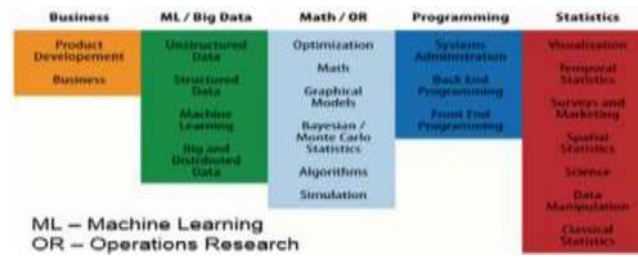 Business
Product
Developement
Business
ML / Big Data
Unstructured
Data
Structured
Data
Machine
Learning
Big and
Distributed
Data
Math / OR
Optimization
Math
Graphical
Models
Bayesian /
Monte Carlo
Statistics
Algorithms
Simulation
Programming
Systems
Administration
Back End
Programming
Front End
Programming
Statistics
Visualization
Temporal
Statistics
Surveys and
Marketing
Spatial
Statistics
Science
Data
Manipulation
Classical
Statistics
ML – Machine Learning
OR – Operations Research